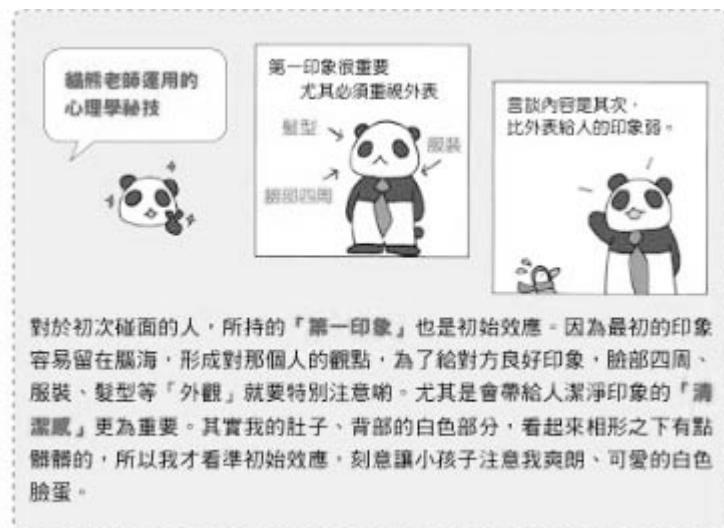 貓熊老師運用的
心理學祕技
第一印象很重要
尤其必須重視外表
髮型
服裝
臉部四周
言談內容是其次,
比外表給人的印象弱。
對於初次碰面的人,所持的「第一印象」也是初始效應。因為最初的印象
容易留在腦海,形成對那個人的觀點,為了給對方良好印象,臉部四周、
服裝、髮型等「外觀」就要特別注意喲。尤其是會帶給人潔淨印象的「清
潔感」更為重要。其實我的肚子、背部的白色部分,看起來相形之下有點
髒髒的,所以我才看準初始效應,刻意讓小孩子注意我爽朗、可愛的白色
臉蛋。